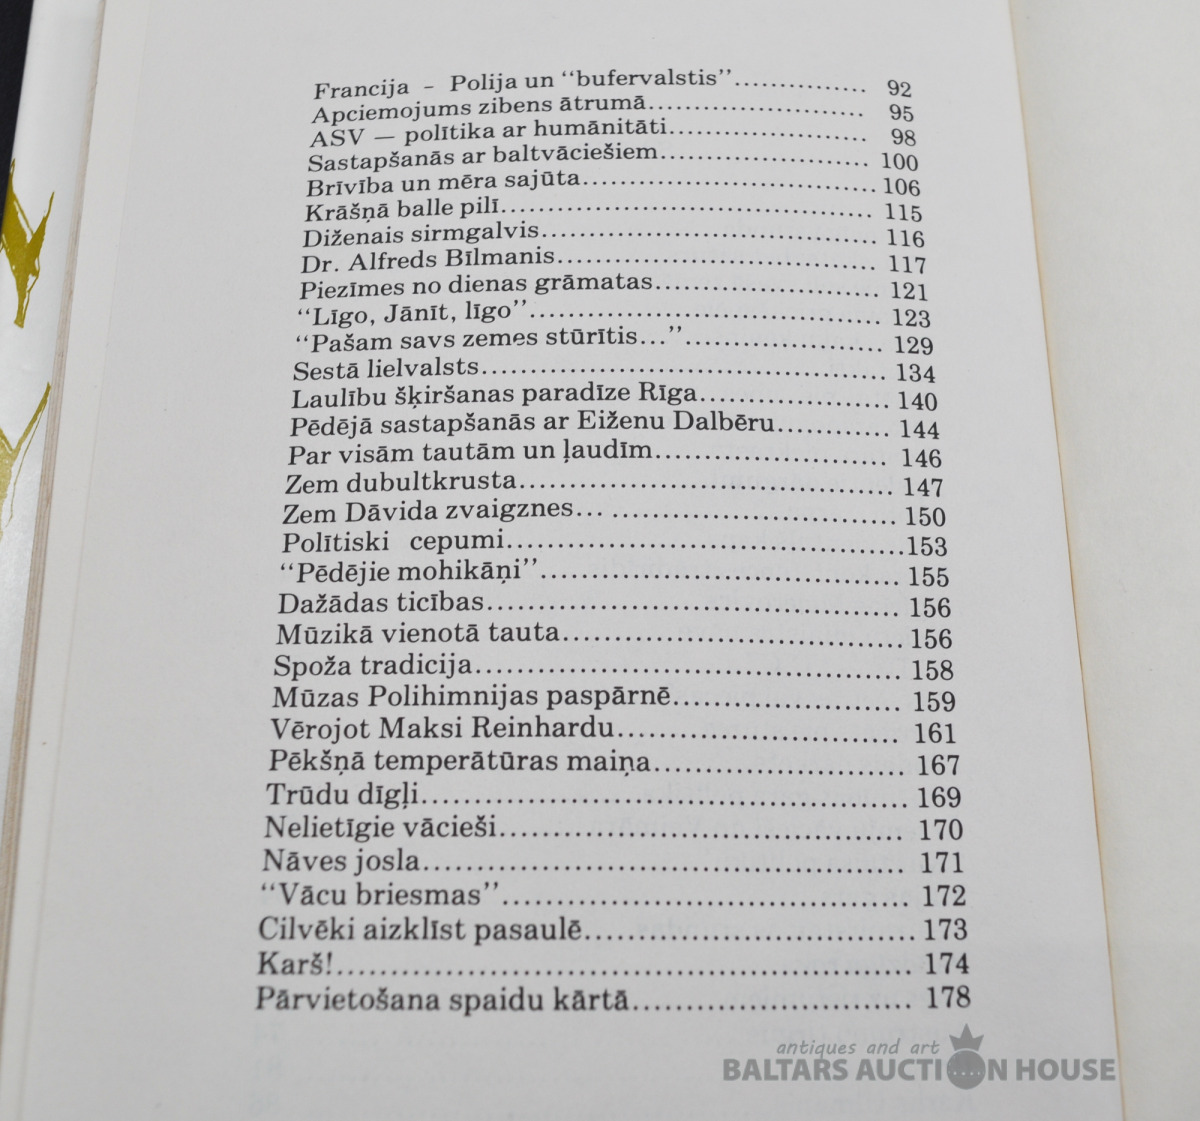 Francija - Polija un "bufervalstis"............... 92
Apciemojums zibens ātrumā........................ 95
ASV — polītika ar humānitāti...................... 98
Sastapšanās ar baltvāciešiem....................... 100
Brīvība un mēra sajūta................................ 106
Krāšņā balle pilī........................................ 115
Diženais sirmgalvis.................................... 116
Dr. Alfreds Bīlmanis................................... 117
Piezīmes no dienas grāmatas........................ 121
"Līgo, Jānīt, līgo"...................................... 123
"Pašam savs zemes stūrītis..."..................... 129
Sestā lielvalsts........................................... 134
Laulību šķiršanas paradīze Rīga.................... 140
Pēdējā sastapšanās ar Eiženu Dalbēru............ 144
Par visām tautām un ļaudīm........................ 146
Zem dubultkrusta....................................... 147
Zem Dāvida zvaigznes... ............................. 150
Polītiski cepumi.........................................153
"Pēdējie mohikāņi"..................................... 155
Dažādas ticības........................................... 156
Mūzikā vienotā tauta................................... 156
Spoža tradicija............................................ 158
Mūzas Polihimnijas paspārnē....................... 159
Vērojot Maksi Reinhardu............................. 161
Pēkšņā temperātūras maiņa.......................... 167
Trūdu dīgļi................................................ 169
Nelietīgie vācieši........................................ 170
Nāves josla................................................ 171
"Vācu briesmas"......................................... 172
Cilvēki aizklīst pasaulē................................ 173
Karš!........................................................ 174
Pārvietošana spaidu kārtā............................ 178
antiques and art
BALTARS AUCTION HOUSE